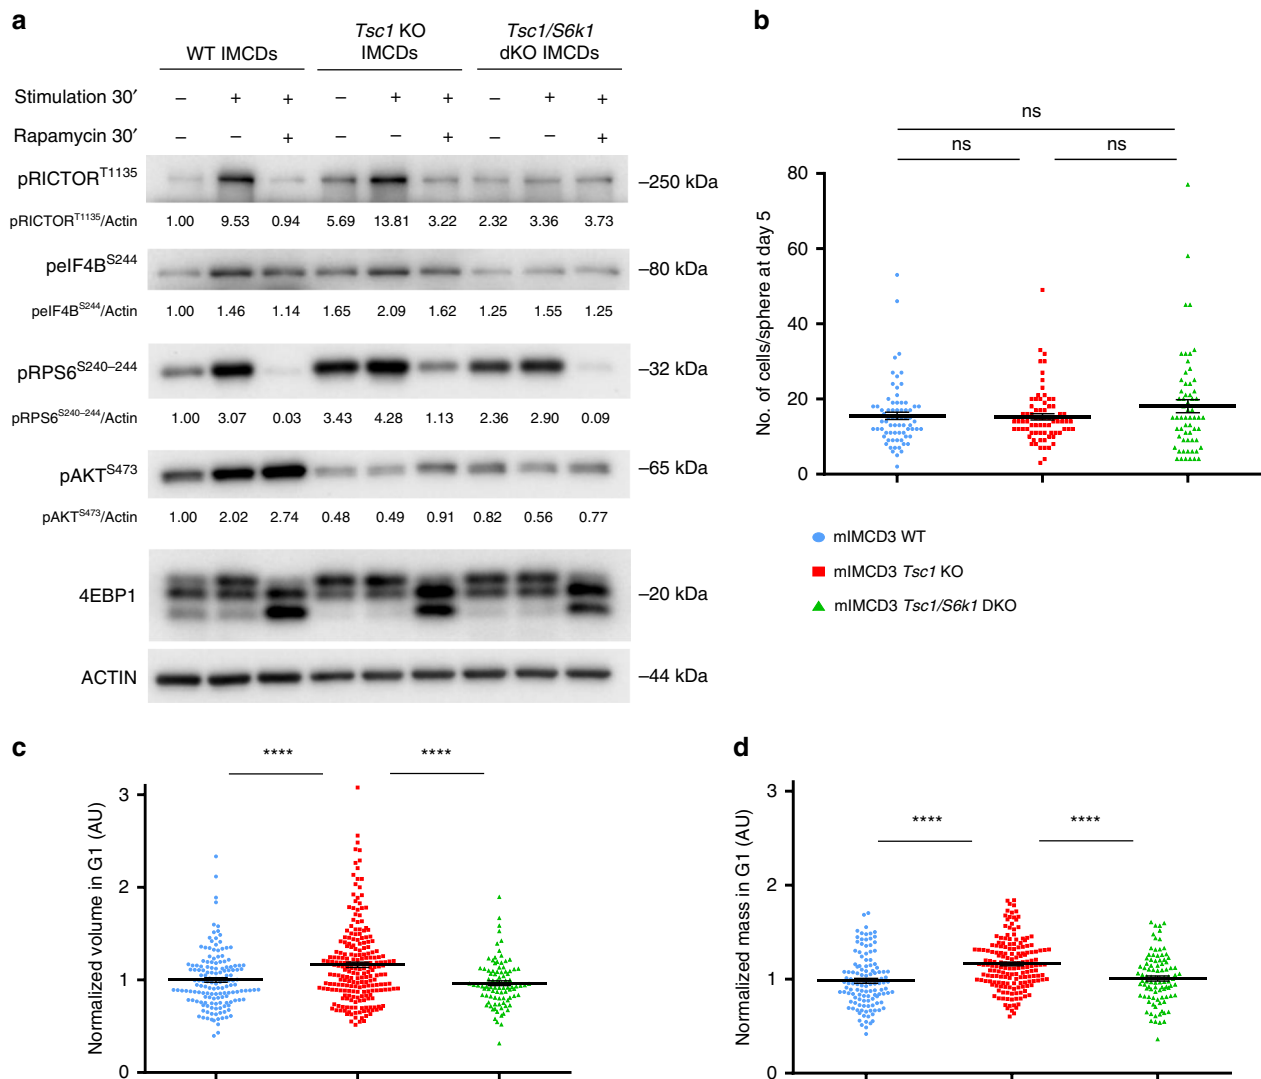 a
WT IMCDs
Tsc1 KO
IMCDs
Tsc1/S6k1
dKO IMCDs
Stimulation 30′ – + + – + + – + +
Rapamycin 30′ – – + – – + – – +
pRICTOR^T1135 –250 kDa
pRICTOR^T1135/Actin 1.00 9.53 0.94 5.69 13.81 3.22 2.32 3.36 3.73
peIF4B^S244 –80 kDa
peIF4B^S244/Actin 1.00 1.46 1.14 1.65 2.09 1.62 1.25 1.55 1.25
pRPS6^S240–244 –32 kDa
pRPS6^S240–244/Actin 1.00 3.07 0.03 3.43 4.28 1.13 2.36 2.90 0.09
pAKT^S473 –65 kDa
pAKT^S473/Actin 1.00 2.02 2.74 0.48 0.49 0.91 0.82 0.56 0.77
4EBP1 –20 kDa
ACTIN –44 kDa
b
ns
ns ns
No. of cells/sphere at day 5
80
60
40
20
0
mIMCD3 WT
mIMCD3 Tsc1 KO
mIMCD3 Tsc1/S6k1 DKO
c
**** ****
Normalized volume in G1 (AU)
3
2
1
0
d
**** ****
Normalized mass in G1 (AU)
3
2
1
0